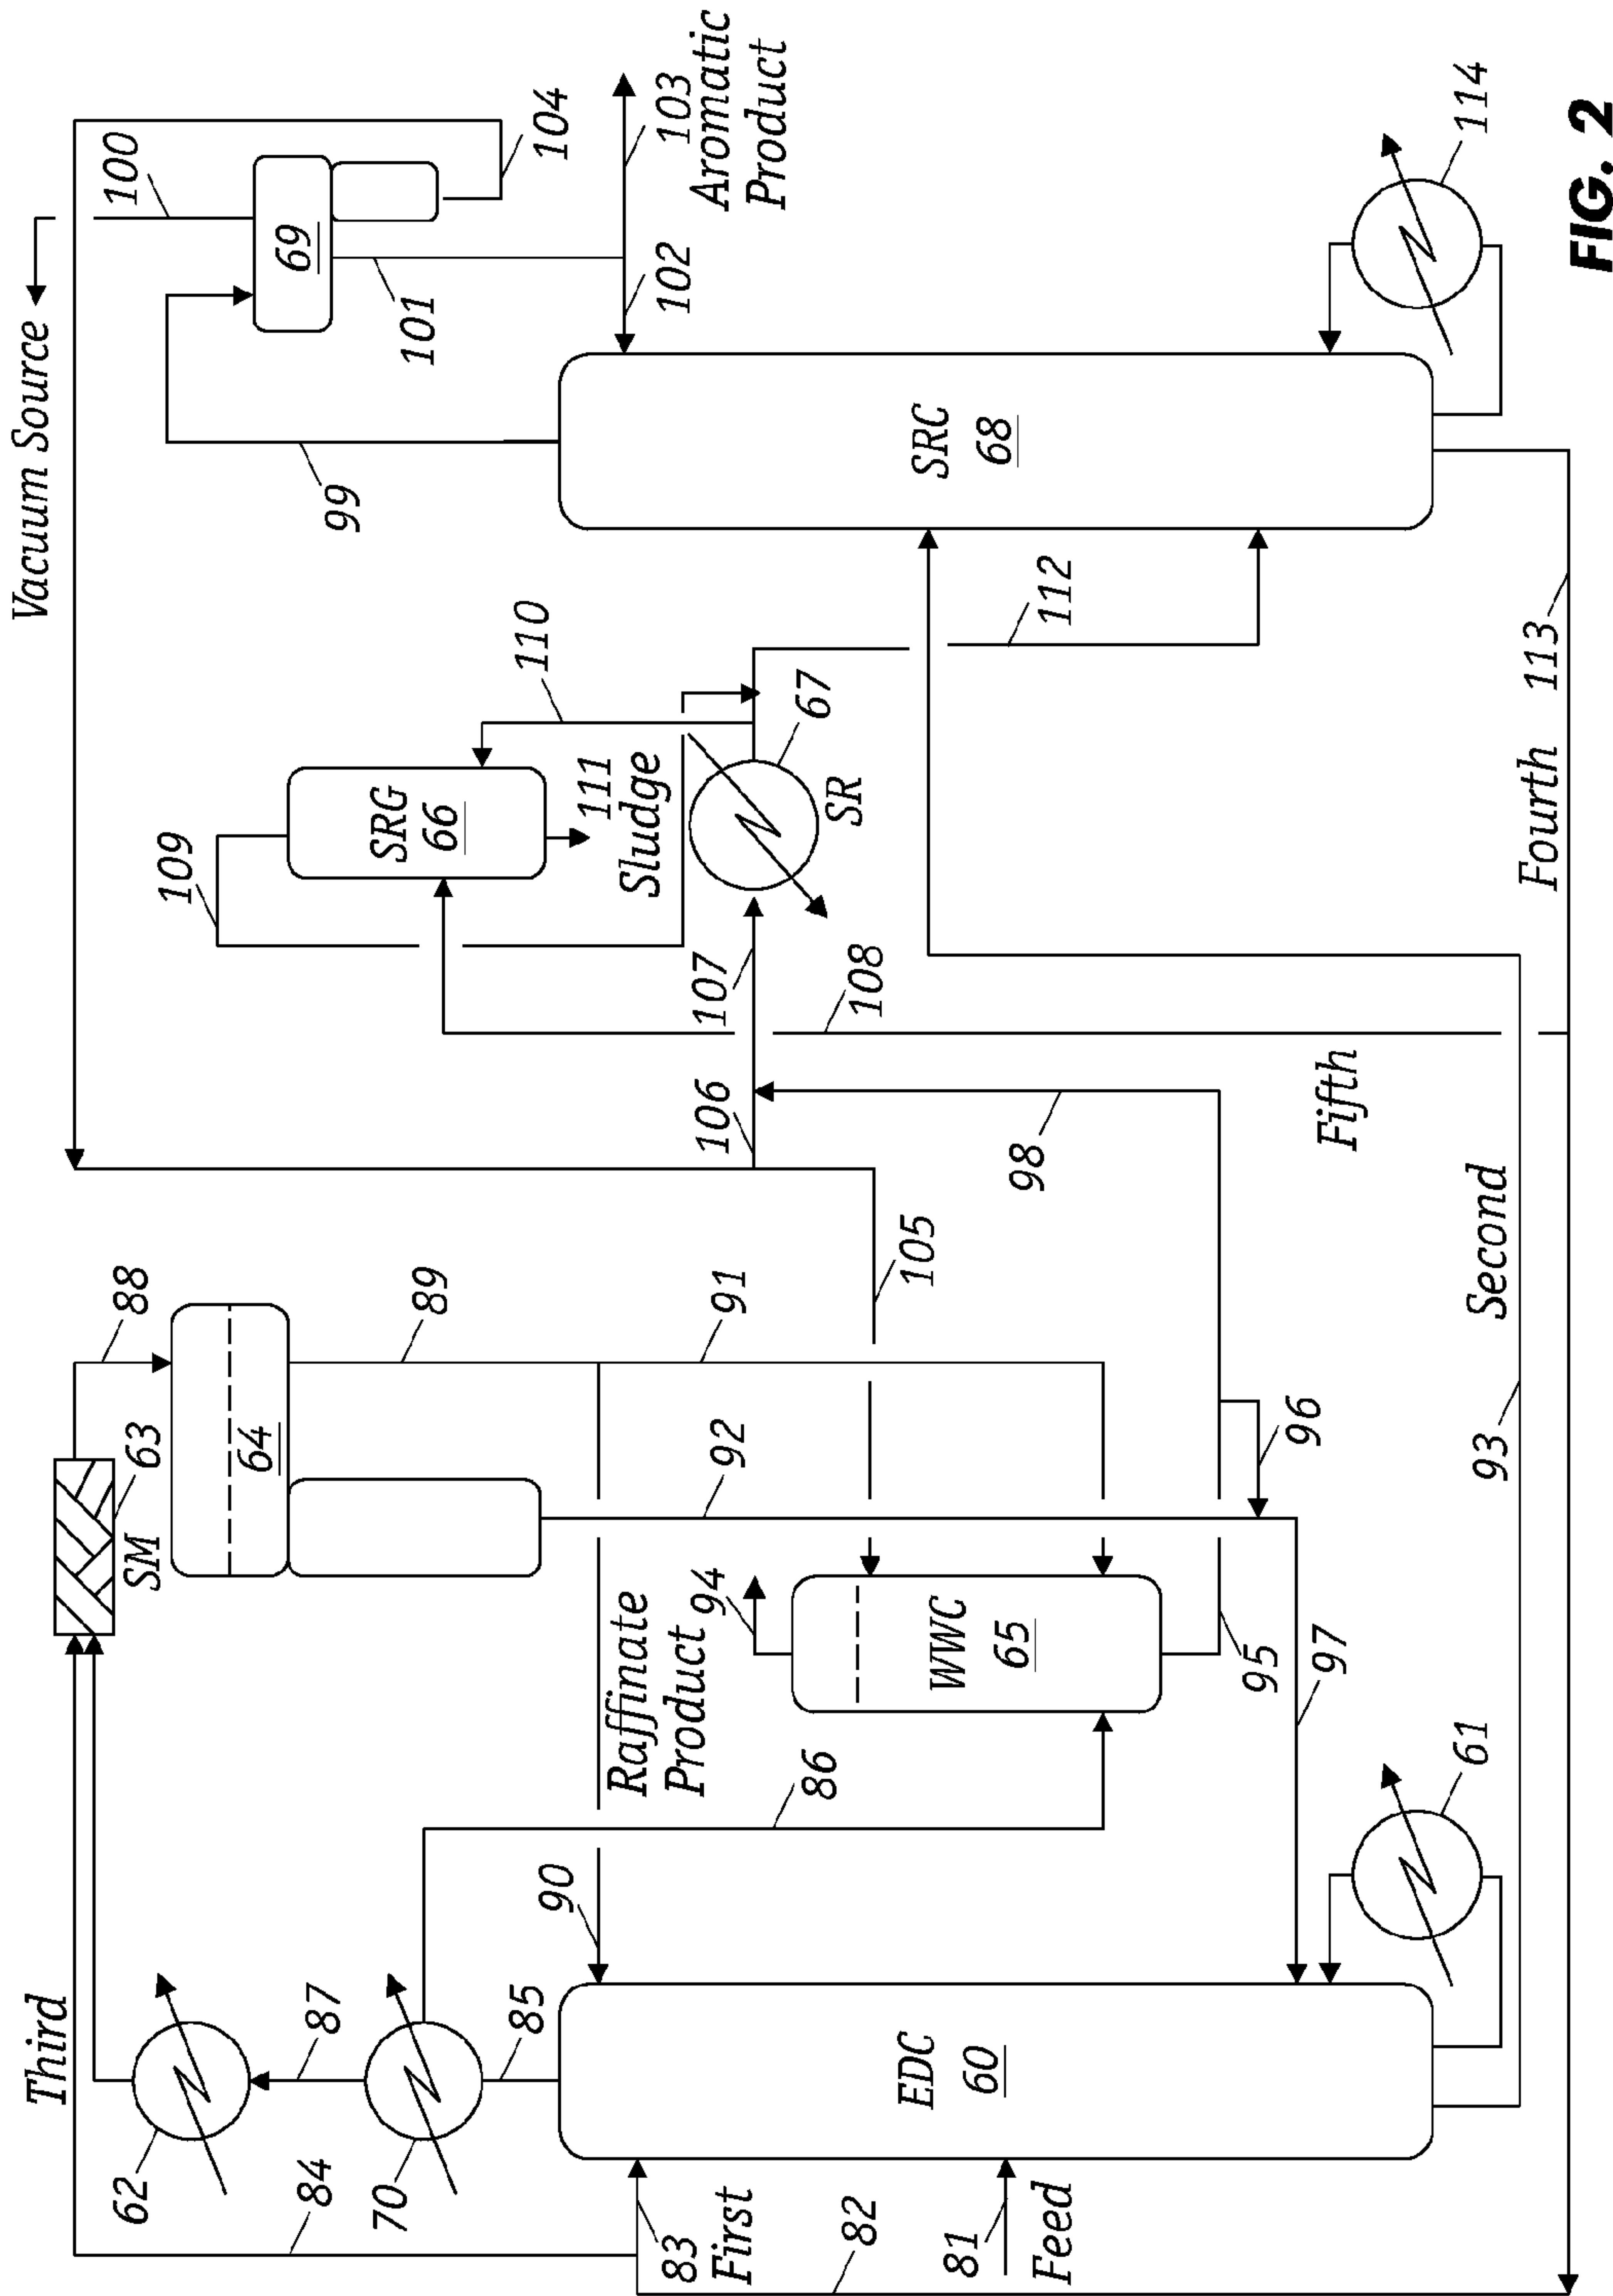 Third
Vacuum Source
62
SM
63
88
100
109
64
69
84
87
99
70
89
SRG
66
101
85
90
110
104
111
Sludge
Raffinate
Product
94
83
First
91
92
106
107
102
103
Aromatic
Product
67
SR
86
82
105
108
EDC
60
WWC
65
SRC
68
81
Feed
98
112
95
97
96
Fifth
61
114
93
Second
Fourth
113
FIG. 2